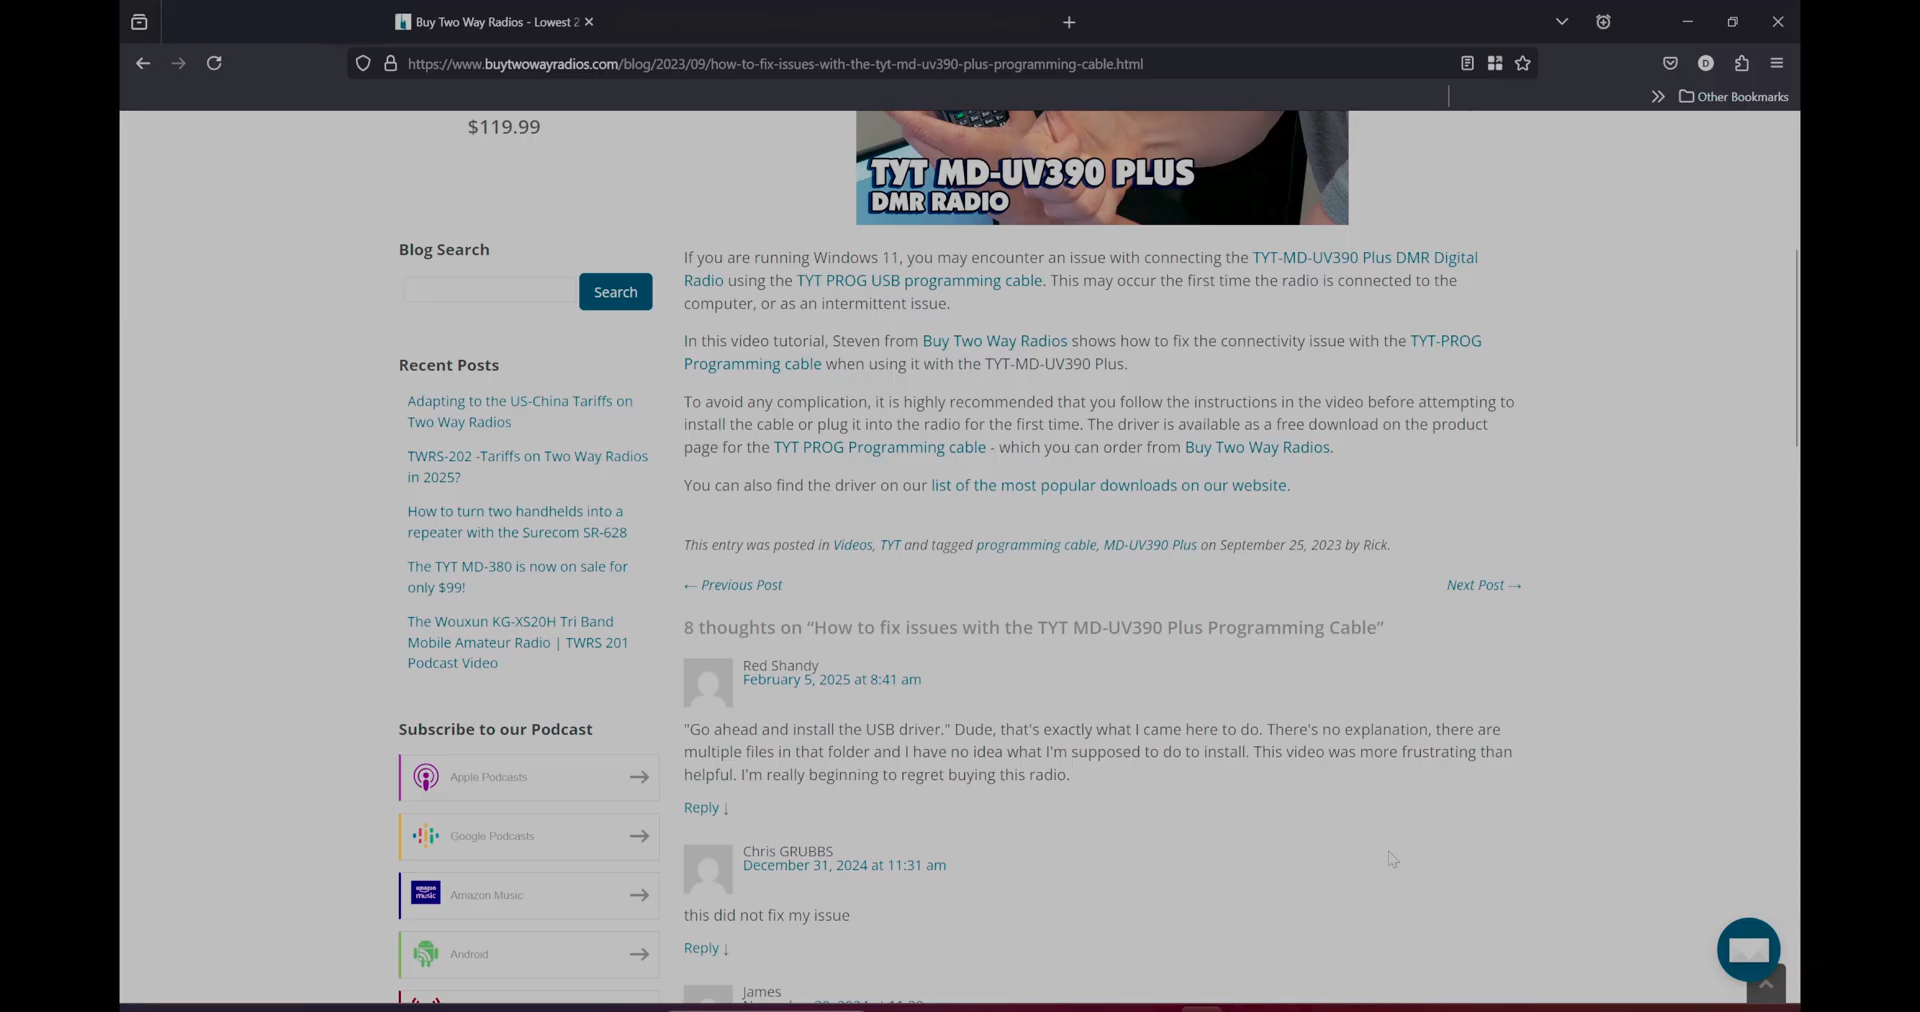 Buy Two Way Radios - Lowest 2
https://www.buytwowayradios.com/blog/2023/09/how-to-fix-issues-with-the-tyt-md-uv390-plus-programming-cable.html
D
Other Bookmarks
$119.99
TYT MD-UV390 PLUS
DMR RADIO
Blog Search
Search
Recent Posts
Adapting to the US-China Tariffs on
Two Way Radios
TWRS-202 -Tariffs on Two Way Radios
in 2025?
How to turn two handhelds into a
repeater with the Surecom SR-628
The TYT MD-380 is now on sale for
only $99!
The Wouxun KG-XS20H Tri Band
Mobile Amateur Radio | TWRS 201
Podcast Video
Subscribe to our Podcast
Apple Podcasts
Google Podcasts
amazon music
Amazon Music
Android
If you are running Windows 11, you may encounter an issue with connecting the TYT-MD-UV390 Plus DMR Digital
Radio using the TYT PROG USB programming cable. This may occur the first time the radio is connected to the
computer, or as an intermittent issue.
In this video tutorial, Steven from Buy Two Way Radios shows how to fix the connectivity issue with the TYT-PROG
Programming cable when using it with the TYT-MD-UV390 Plus.
To avoid any complication, it is highly recommended that you follow the instructions in the video before attempting to
install the cable or plug it into the radio for the first time. The driver is available as a free download on the product
page for the TYT PROG Programming cable - which you can order from Buy Two Way Radios.
You can also find the driver on our list of the most popular downloads on our website.
This entry was posted in Videos, TYT and tagged programming cable, MD-UV390 Plus on September 25, 2023 by Rick.
← Previous Post
Next Post →
8 thoughts on “How to fix issues with the TYT MD-UV390 Plus Programming Cable”
Red Shandy
February 5, 2025 at 8:41 am
"Go ahead and install the USB driver." Dude, that's exactly what I came here to do. There's no explanation, there are
multiple files in that folder and I have no idea what I'm supposed to do to install. This video was more frustrating than
helpful. I'm really beginning to regret buying this radio.
Reply ↓
Chris GRUBBS
December 31, 2024 at 11:31 am
this did not fix my issue
Reply ↓
James